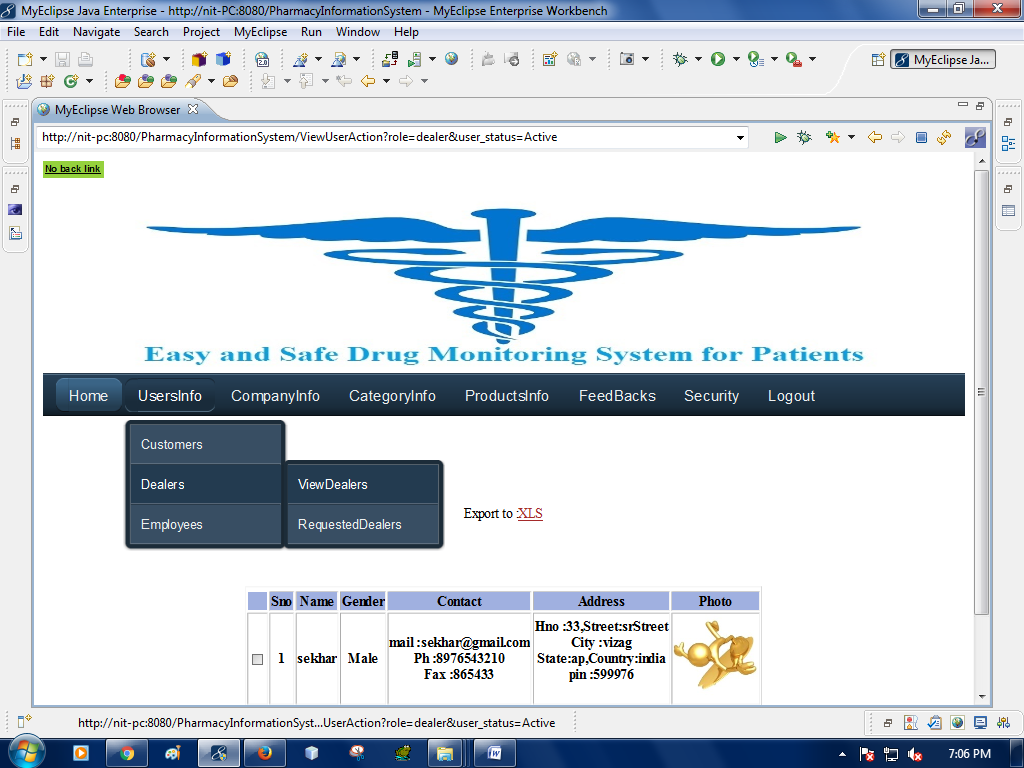 MyEclipse Java Enterprise - http://nit-PC:8080/PharmacyInformationSystem - MyEclipse Enterprise Workbench
File Edit Navigate Search Project MyEclipse Run Window Help
2.0
MyEclipse Ja...
MyEclipse Web Browser
http://nit-pc:8080/PharmacyInformationSystem/ViewUserAction?role=dealer&user_status=Active
No back link
Easy and Safe Drug Monitoring System for Patients
Home UsersInfo CompanyInfo CategoryInfo ProductsInfo FeedBacks Security Logout
Customers
Dealers ViewDealers
Employees RequestedDealers
Export to :XLS
Sno Name Gender Contact Address Photo
1 sekhar Male
mail :sekhar@gmail.com
Ph :8976543210
Fax :865433
Hno :33,Street:srStreet
City :vizag
State:ap,Country:india
pin :599976
http://nit-pc:8080/PharmacyInformationSyst...UserAction?role=dealer&user_status=Active
7:06 PM